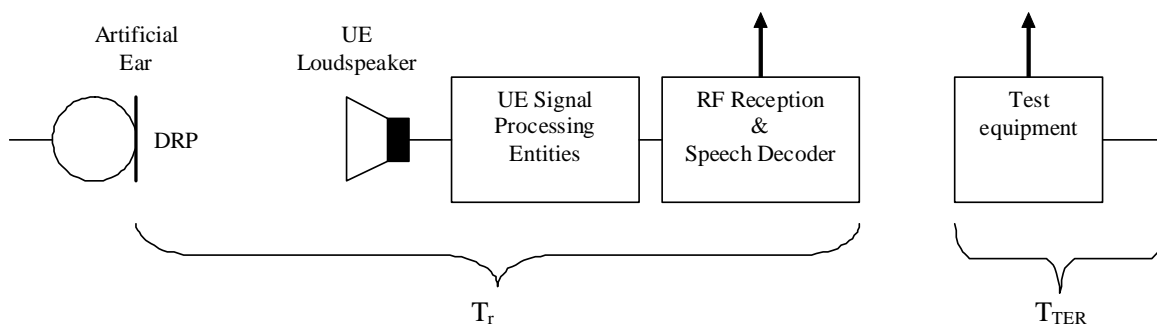 Artificial
Ear
UE
Loudspeaker
DRP
UE Signal
Processing
Entities
RF Reception
&
Speech Decoder
Test
equipment
Tr
TTER